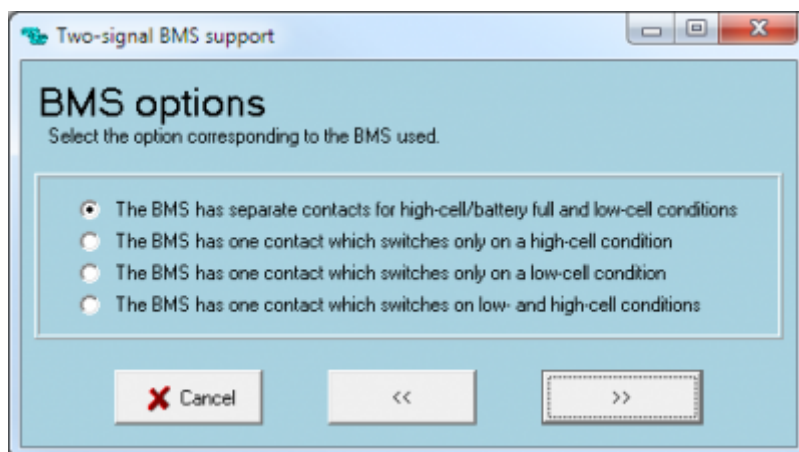 Two-signal BMS support
BMS options
Select the option corresponding to the BMS used.
The BMS has separate contacts for high-cell/battery full and low-cell conditions
The BMS has one contact which switches only on a high-cell condition
The BMS has one contact which switches only on a low-cell condition
The BMS has one contact which switches on low- and high-cell conditions
Cancel << >>